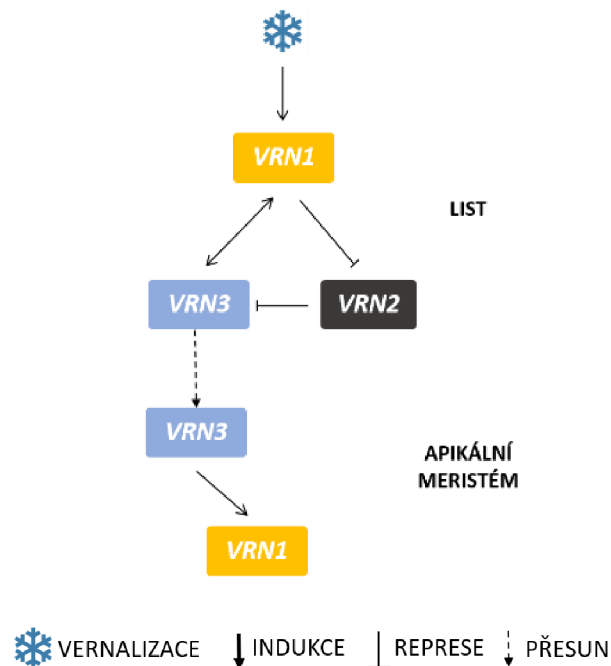 VRN1
LIST
VRN3 VRN2
VRN3
APIKÁLNÍ
MERISTÉM
VRN1
VERNALIZACE INDUKCE REPRESE PŘESUN